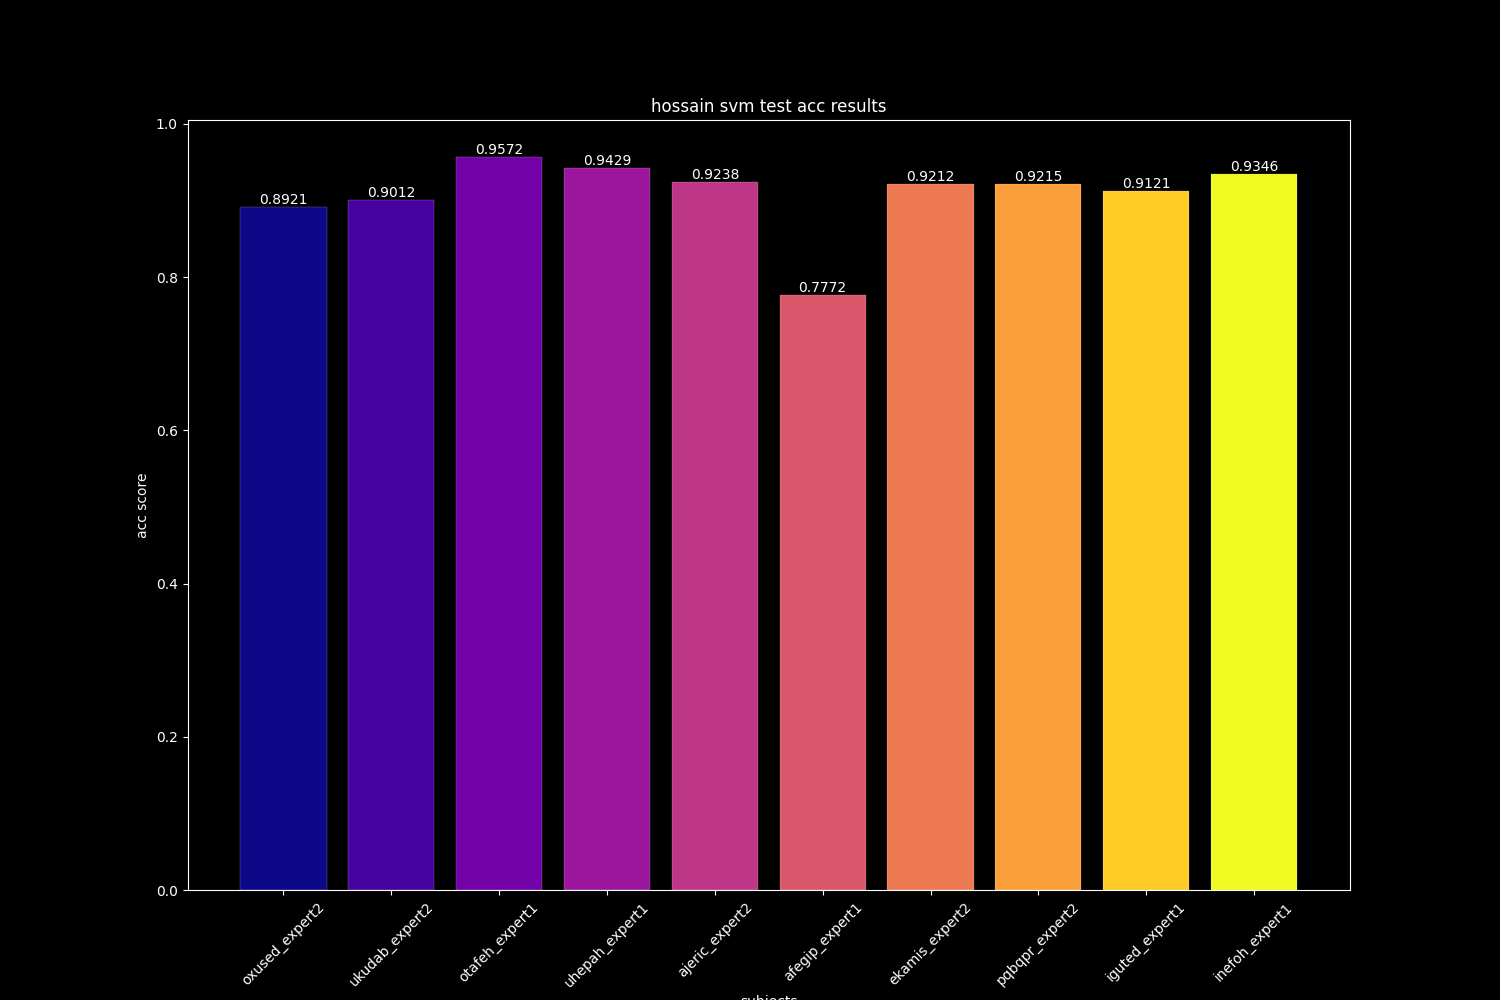 hossain svm test acc results
1.0
0.8
0.6
0.4
0.2
0.0
acc score
0.8921
0.9012
0.9572
0.9429
0.9238
0.7772
0.9212
0.9215
0.9121
0.9346
oxused_expert2
ukudab_expert2
otafeh_expert1
uhepah_expert1
ajeric_expert2
afegip_expert1
ekamis_expert2
pqbqpr_expert2
iguted_expert1
inefoh_expert1
subjects